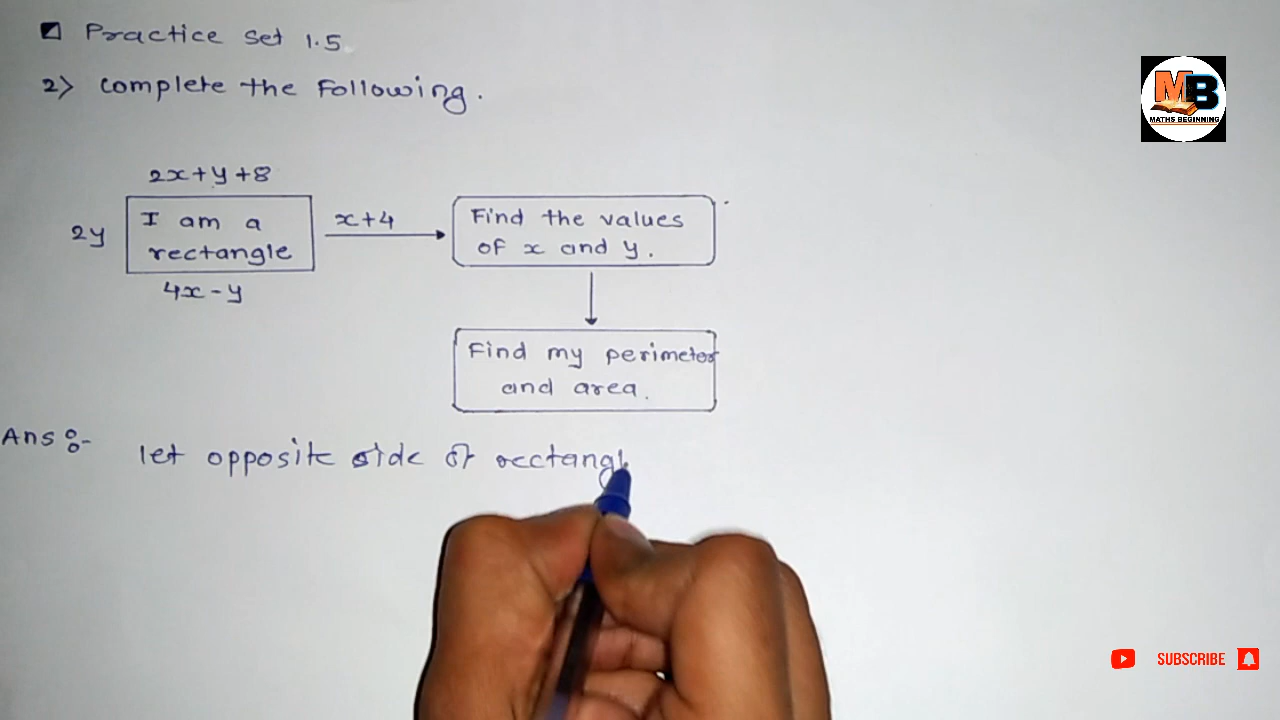 Practice Set 1.5
2) Complete the Following.
2x+y+8
2y
I am a
rectangle
x+4
4x-y
Find the values
of x and y.
Find my perimeter
and area.
Ans:- let opposite side of rectangl
MB
MATHS BEGINNING
SUBSCRIBE